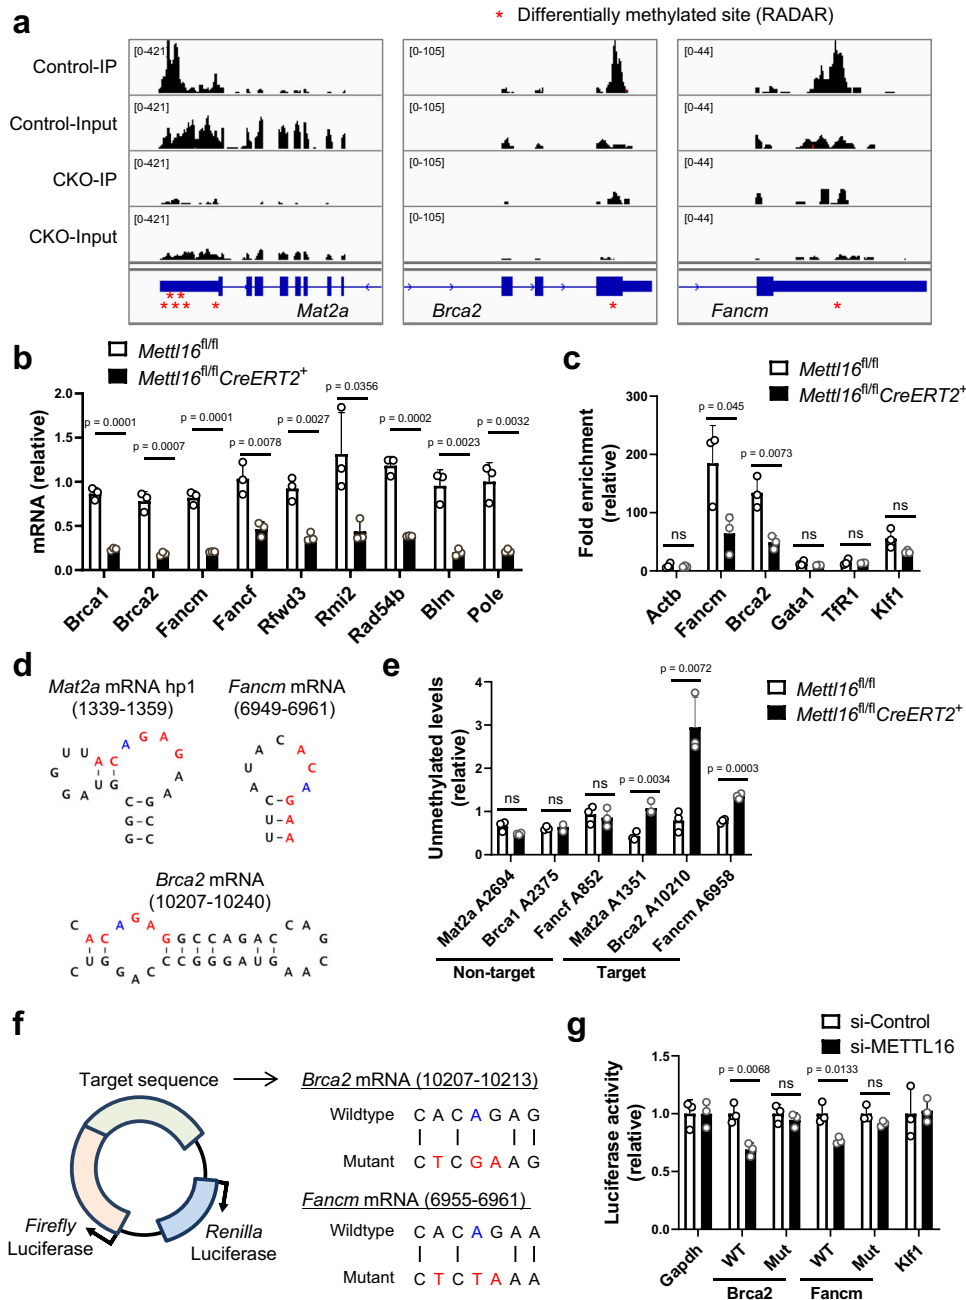 a
* Differentially methylated site (RADAR)
Control-IP
Control-Input
CKO-IP
CKO-Input
[0-421]
[0-421]
[0-421]
[0-421]
Mat2a
[0-105]
[0-105]
[0-105]
[0-105]
Brca2
[0-44]
[0-44]
[0-44]
[0-44]
Fancm
b
Mettl16fl/fl
Mettl16fl/flCreERT2+
mRNA (relative)
2.0
1.5
1.0
0.5
0.0
p = 0.0001
p = 0.0007
p = 0.0001
p = 0.0078
p = 0.0027
p = 0.0356
p = 0.0002
p = 0.0023
p = 0.0032
Brca1
Brca2
Fancm
Fancf
Rfwd3
Rmi2
Rad54b
Blm
Pole
c
Mettl16fl/fl
Mettl16fl/flCreERT2+
Fold enrichment
(relative)
300
200
100
0
ns
p = 0.045
p = 0.0073
ns
ns
ns
Actb
Fancm
Brca2
Gata1
TfR1
Klf1
d
Mat2a mRNA hp1
(1339-1359)
Fancm mRNA
(6949-6961)
Brca2 mRNA
(10207-10240)
e
Mettl16fl/fl
Mettl16fl/flCreERT2+
Unmethylated levels
(relative)
4
3
2
1
0
ns
ns
ns
p = 0.0034
p = 0.0072
p = 0.0003
Mat2a A2694
Brca1 A2375
Fancf A852
Mat2a A1351
Brca2 A10210
Fancm A6958
Non-target
Target
f
Target sequence
Firefly
Luciferase
Renilla
Luciferase
Brca2 mRNA (10207-10213)
Wildtype C A C A G A G
Mutant C T C G A A G
Fancm mRNA (6955-6961)
Wildtype C A C A G A A
Mutant C T C T A A A
g
si-Control
si-METTL16
Luciferase activity
(relative)
1.5
1.0
0.5
0.0
p = 0.0068
ns
p = 0.0133
ns
Gapdh
WT
Mut
WT
Mut
Klf1
Brca2
Fancm